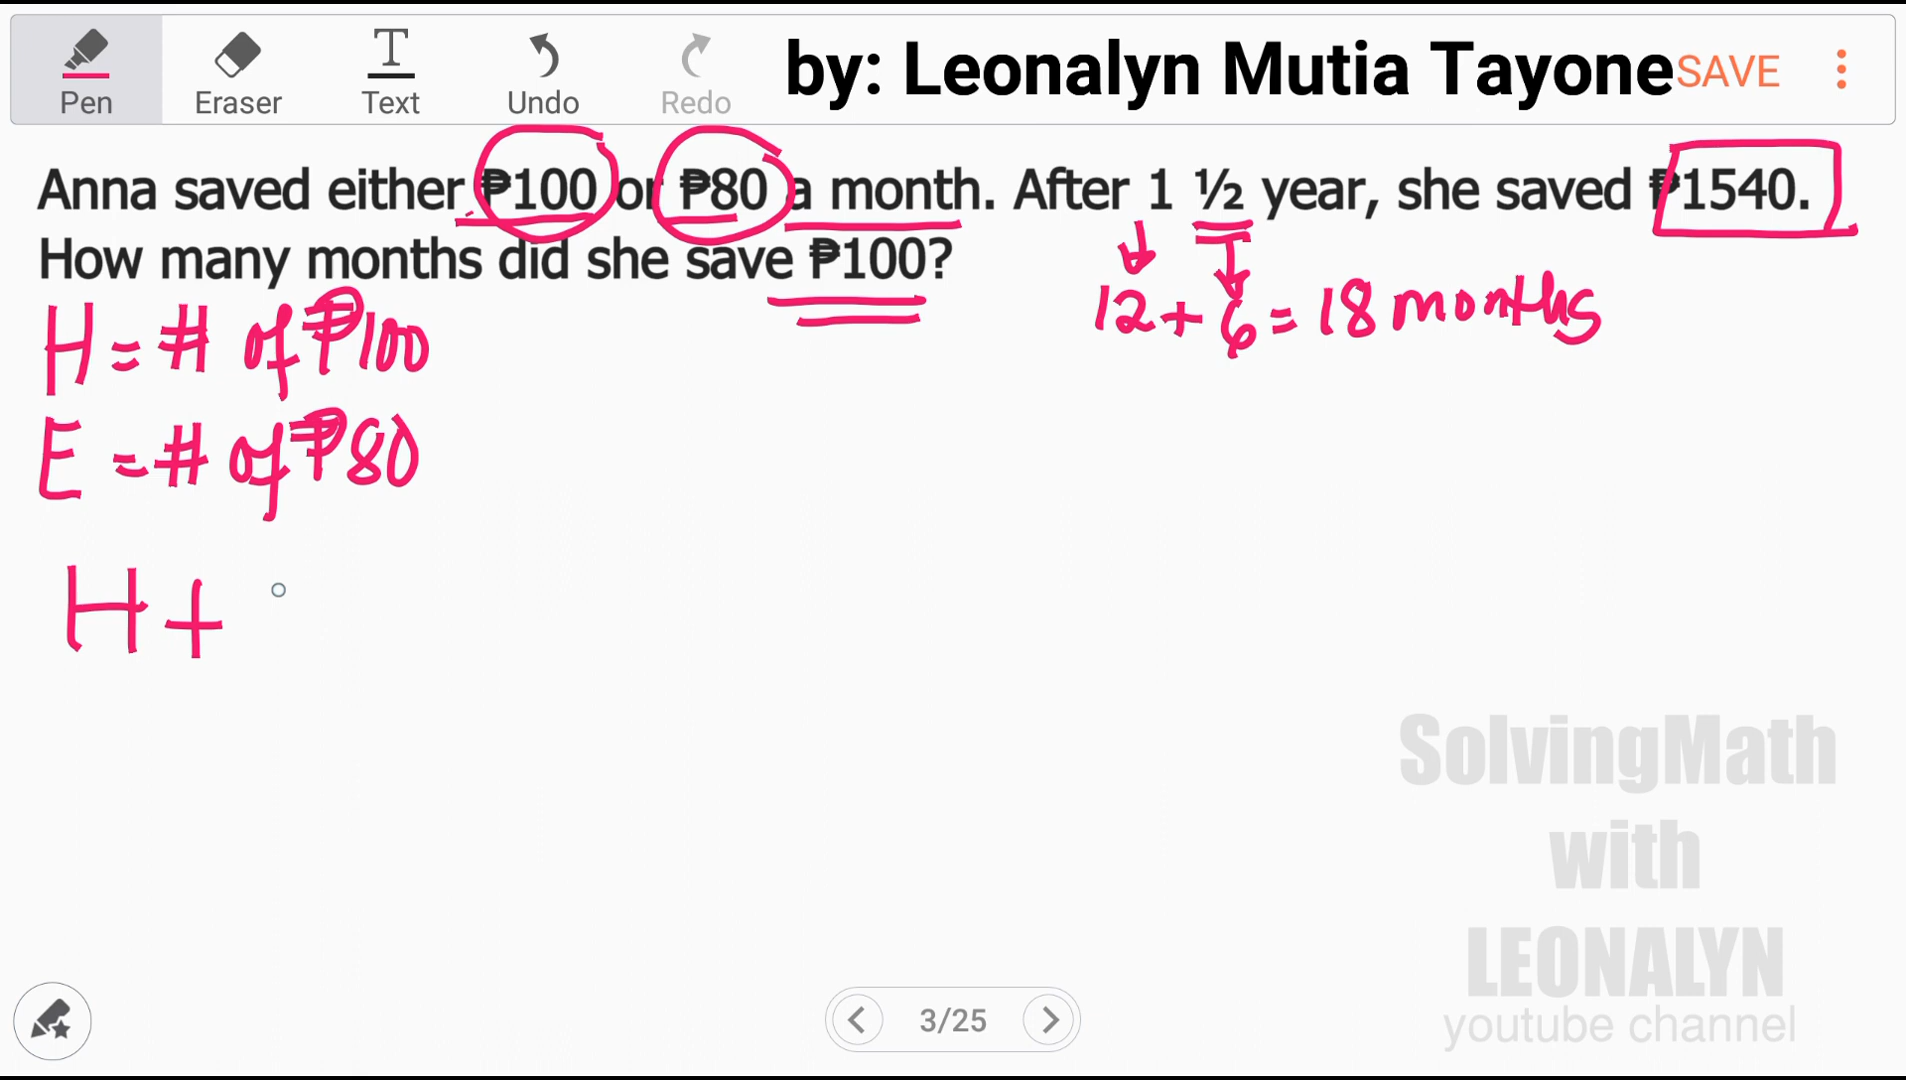 Pen
Eraser
Text
Undo
Redo
by: Leonalyn Mutia Tayone
SAVE
Anna saved either ₱100 or ₱80 a month. After 1 ½ year, she saved ₱1540.
How many months did she save ₱100?
12 + 6 = 18 months
H = # of ₱100
E = # of ₱80
H +
SolvingMath
with
LEONALYN
youtube channel
3/25